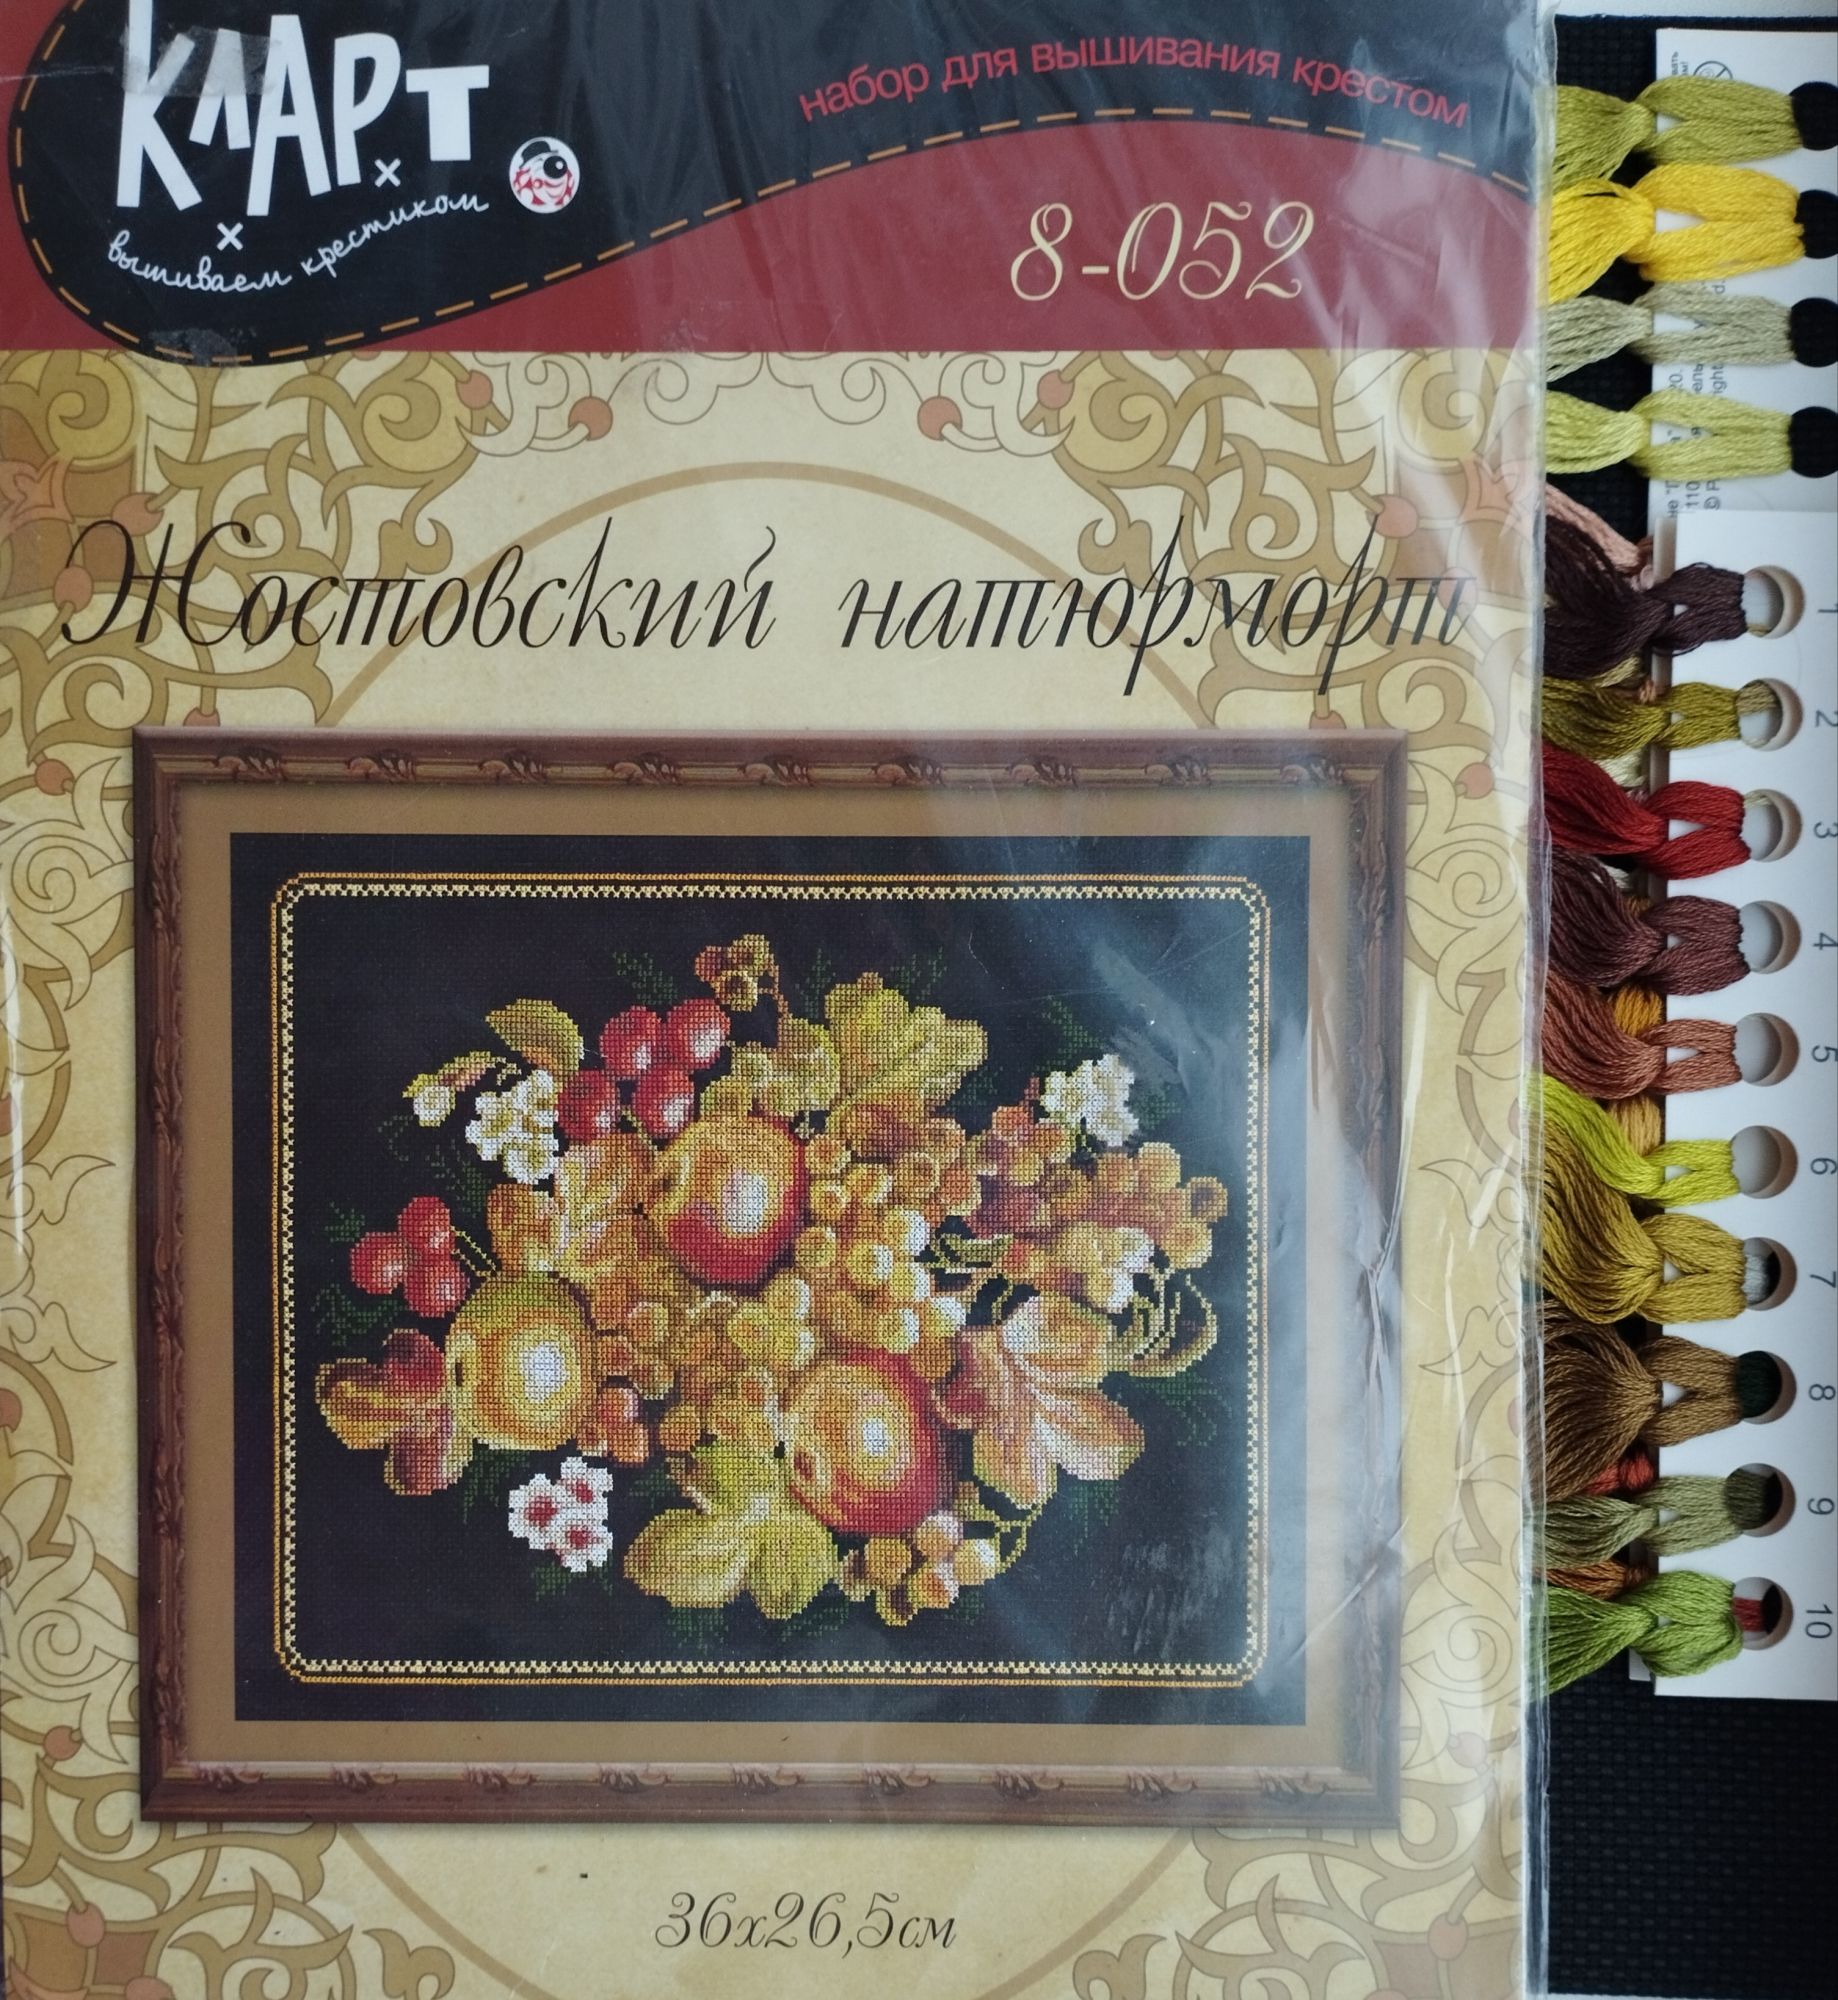 КЛАРТ
вышиваем крестиком
набор для вышивания крестом
8-052
Жостовский натюрморт
36х26,5см
1
2
3
4
5
6
7
8
9
10